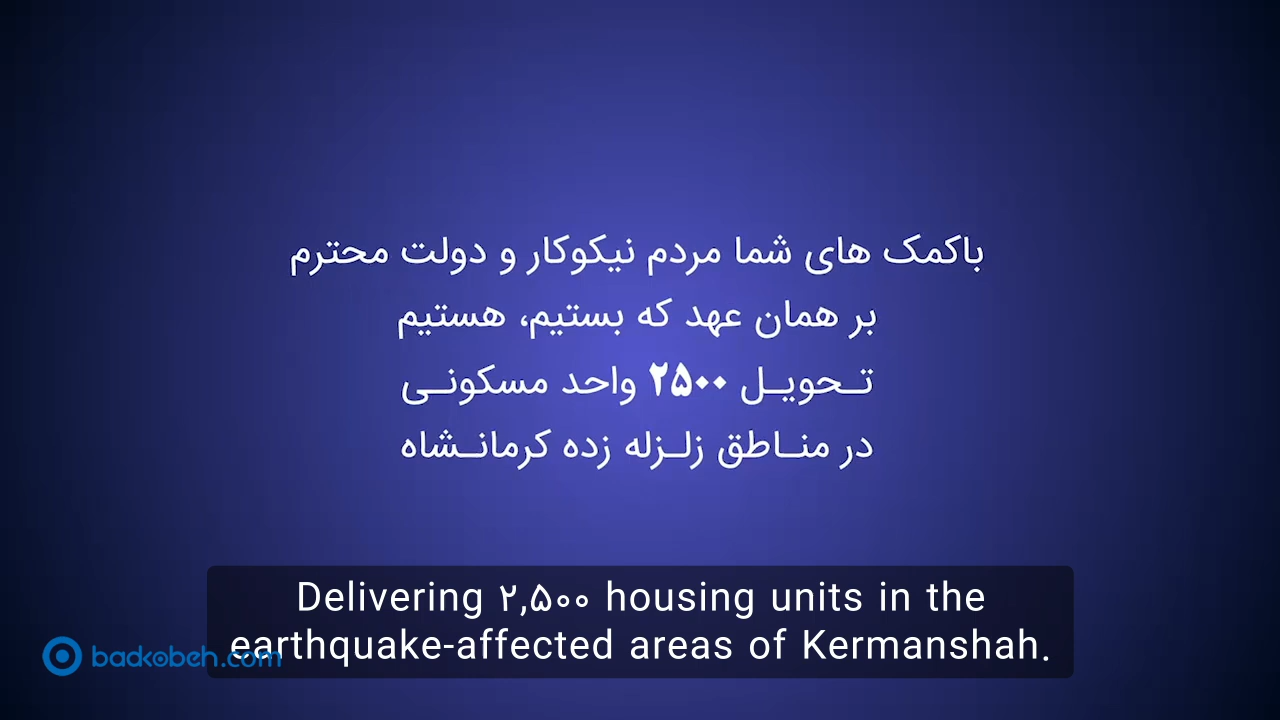 باکمک های شما مردم نیکوکار و دولت محترم
بر همان عهد که بستیم، هستیم
تـحویـل ۲۵۰۰ واحد مسکونـی
در منـاطق زلـزله زده کرمانـشاه
Delivering ۲,۵۰۰ housing units in the
earthquake-affected areas of Kermanshah.
badkobeh.com